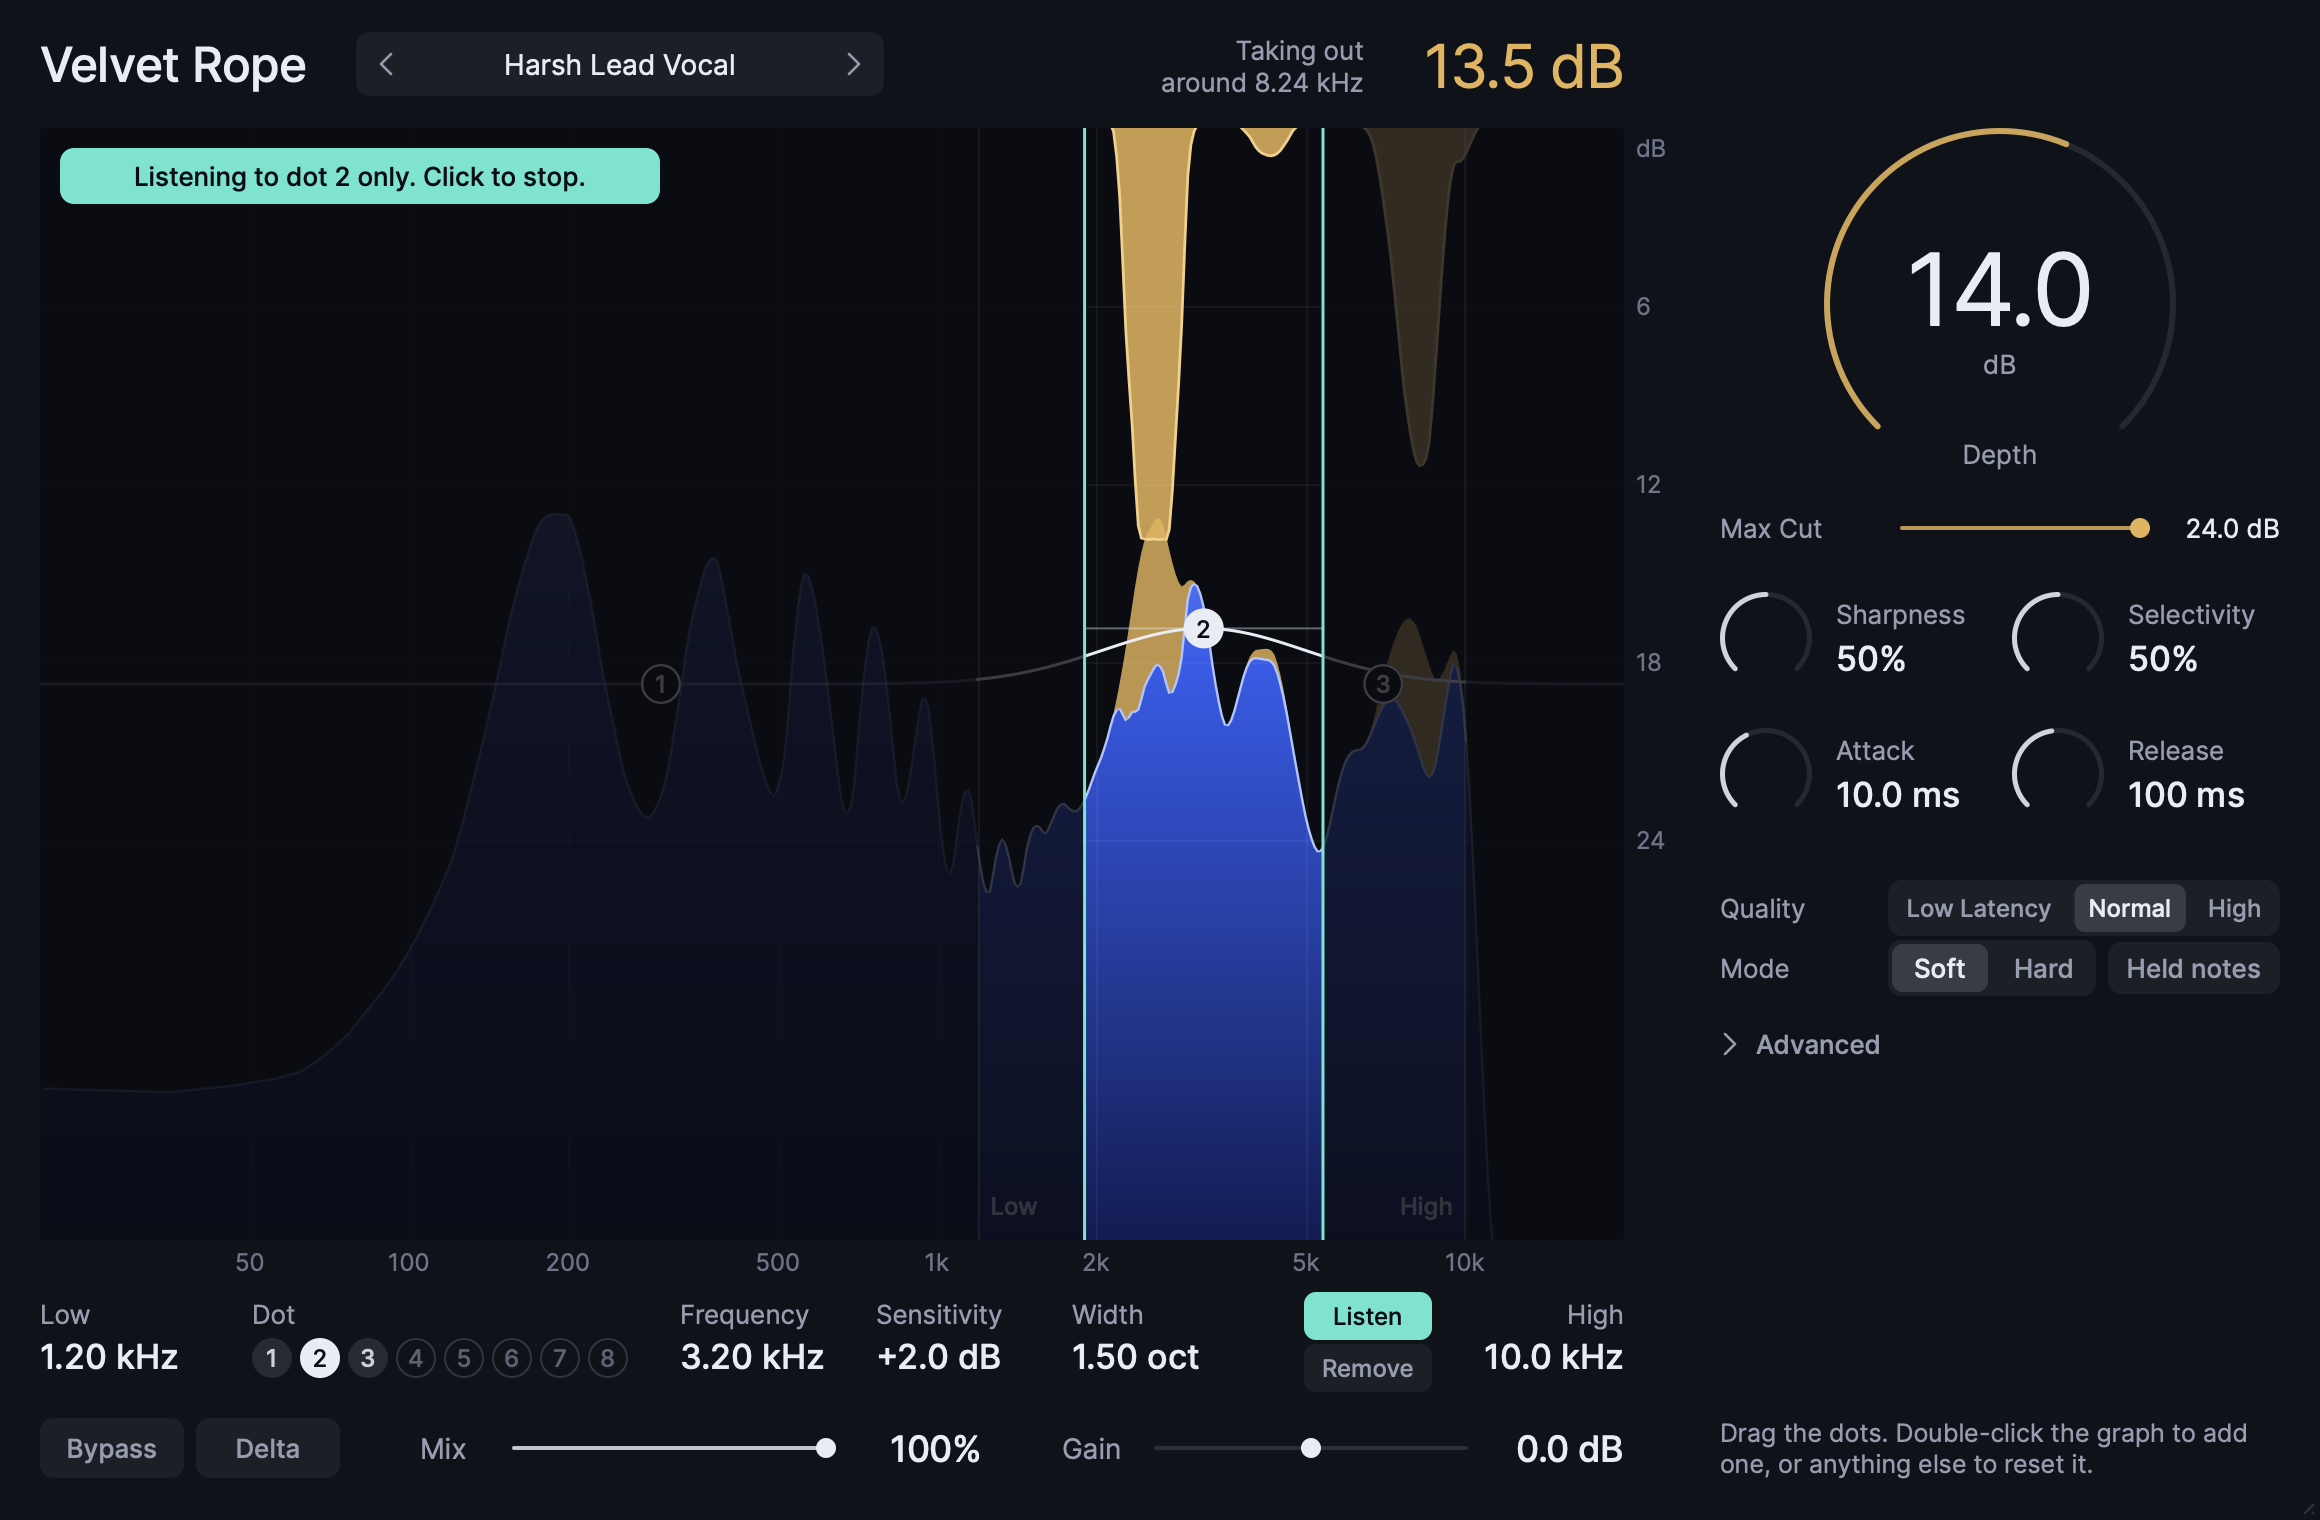 Velvet Rope
Harsh Lead Vocal
Taking out
around 8.24 kHz
13.5 dB
Listening to dot 2 only. Click to stop.
dB
6
12
18
24
1
2
3
Low
High
50
100
200
500
1k
2k
5k
10k
14.0
dB
Depth
Max Cut
24.0 dB
Sharpness
50%
Selectivity
50%
Attack
10.0 ms
Release
100 ms
Quality
Low Latency
Normal
High
Mode
Soft
Hard
Held notes
Advanced
Low
1.20 kHz
Dot
1 2 3 4 5 6 7 8
Frequency
3.20 kHz
Sensitivity
+2.0 dB
Width
1.50 oct
Listen
Remove
High
10.0 kHz
Bypass
Delta
Mix
100%
Gain
0.0 dB
Drag the dots. Double-click the graph to add
one, or anything else to reset it.